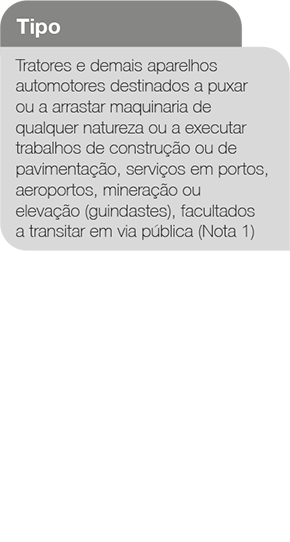 Tipo
Tratores e demais aparelhos
automotores destinados a puxar
ou a arrastar maquinaria de
qualquer natureza ou a executar
trabalhos de construção ou de
pavimentação, serviços em portos,
aeroportos, mineração ou
elevação (guindastes), facultados
a transitar em via pública (Nota 1)